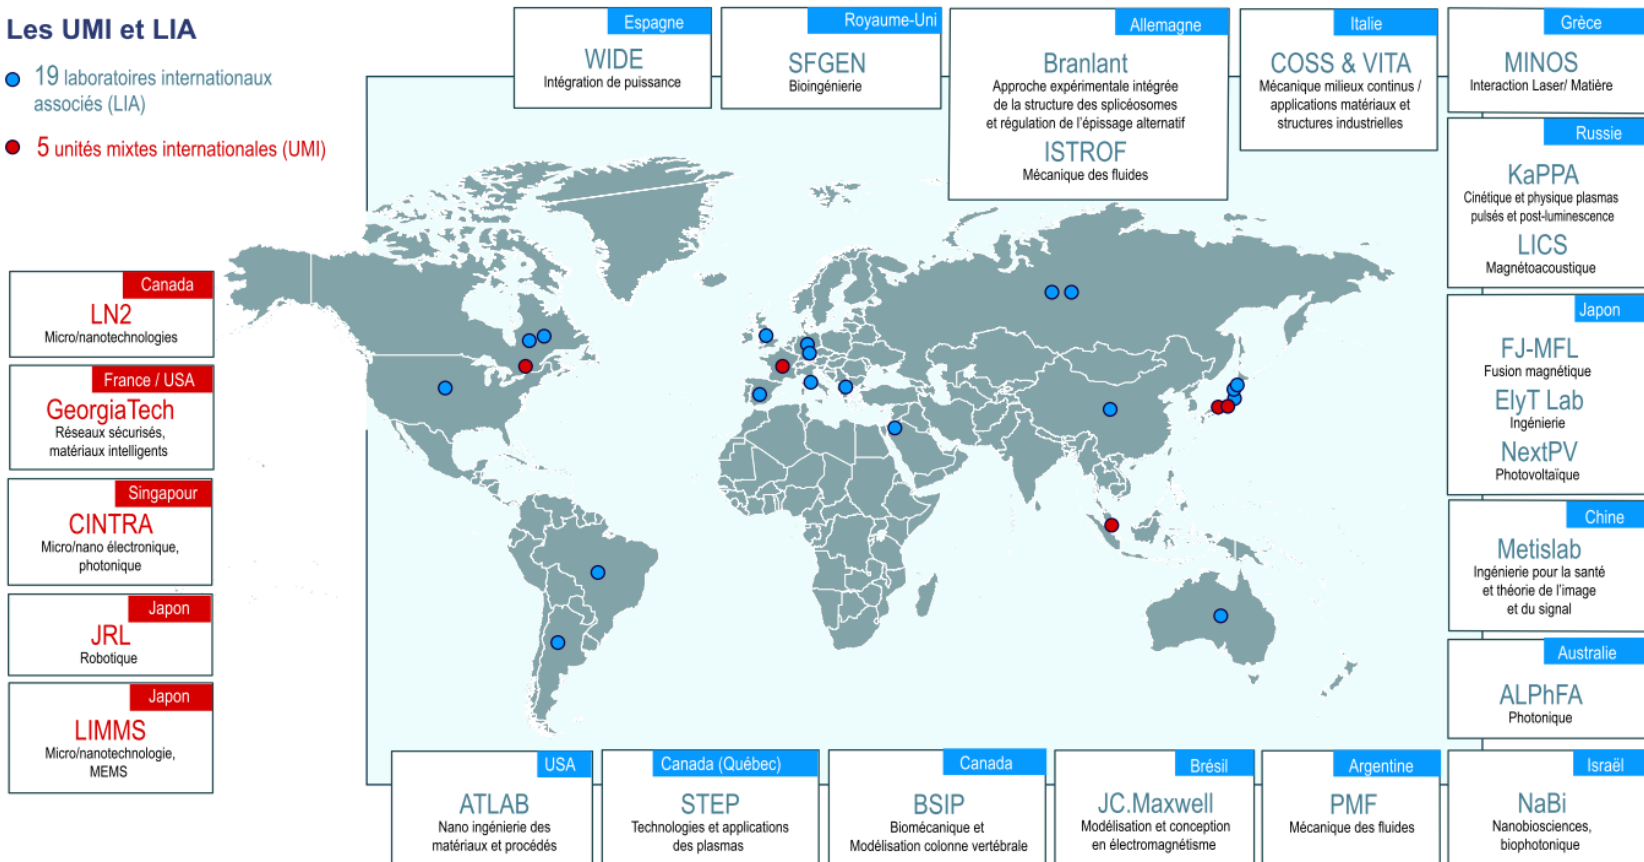 Les UMI et LIA
19 laboratoires internationaux
associés (LIA)
5 unités mixtes internationales (UMI)
Espagne
WIDE
Intégration de puissance
Royaume-Uni
SFGEN
Bioingénierie
Allemagne
Branlant
Approche expérimentale intégrée
de la structure des spliceósomes
et régulation de l'épissage alternatif
ISTROF
Mécanique des fluides
Italie
COSS & VITA
Mécanique milieux continus /
applications matériaux et
structures industrielles
Grèce
MINOS
Interaction Laser/ Matière
Russie
KaPPA
Cinétique et physique plasmas
pulsés et post-luminescence
LICS
Magnétoacoustique
Japon
FJ-MFL
Fusion magnétique
ElyT Lab
Ingénierie
NextPV
Photovoltaïque
Chine
Metislab
Ingénierie pour la santé
et théorie de l'image
et du signal
Australie
ALPhFA
Photonique
Israël
NaBi
Nanobiosciences,
biophotonique
Canada
LN2
Micro/nanotechnologies
France / USA
GeorgiaTech
Réseaux sécurisés,
matériaux intelligents
Singapour
CINTRA
Micro/nano électronique,
photonique
Japon
JRL
Robotique
Japon
LIMMS
Micro/nanotechnologie,
MEMS
USA
ATLAB
Nano ingénierie des
matériaux et procédés
Canada (Québec)
STEP
Technologies et applications
des plasmas
Canada
BSIP
Biomécanique et
Modélisation colonne vertébrale
Brésil
JC.Maxwell
Modélisation et conception
en électromagnétisme
Argentine
PMF
Mécanique des fluides